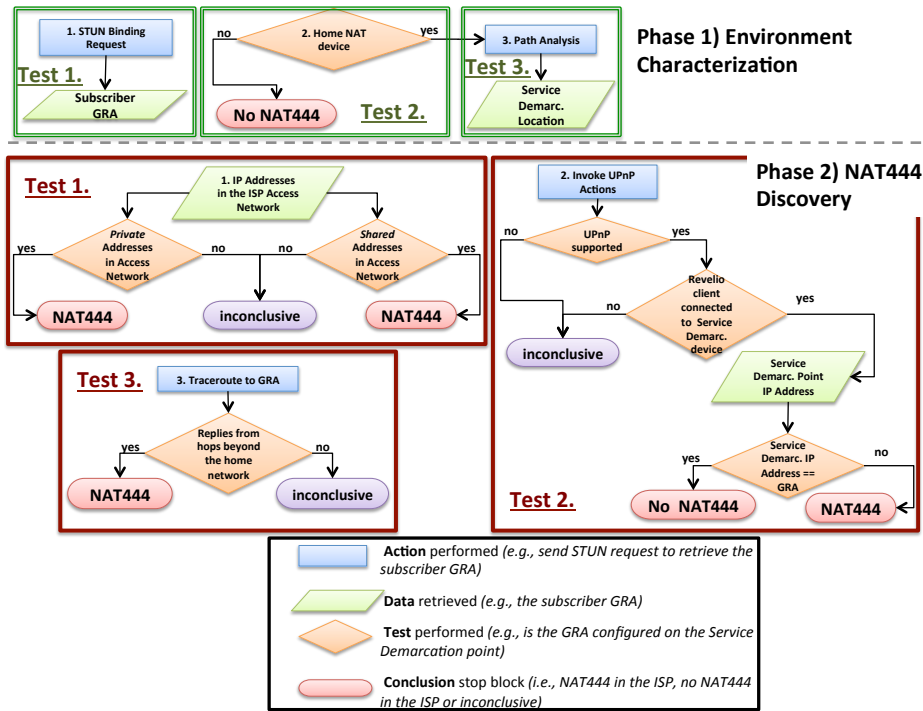 1. STUN Binding
Request
Test 1.
Subscriber
GRA
no
2. Home NAT
device
yes
No NAT444
Test 2.
3. Path Analysis
Test 3.
Service
Demarc.
Location
Phase 1) Environment
Characterization
Test 1.
1. IP Addresses
in the ISP Access
Network
yes
Private
Addresses
in Access
Network
no
no
Shared
Addresses
in Access
Network
yes
NAT444
inconclusive
NAT444
Test 3.
3. Traceroute to GRA
yes
Replies from
hops beyond
the home
network
no
NAT444
inconclusive
Phase 2) NAT444
Discovery
2. Invoke UPnP
Actions
no
UPnP
supported
yes
no
Revelio
client
connected
to Service
Demarc.
device
yes
inconclusive
Service
Demarc. Point
IP Address
yes
Service
Demarc. IP
Address ==
GRA
no
No NAT444
NAT444
Test 2.
Action performed (e.g., send STUN request to retrieve the
subscriber GRA)
Data retrieved (e.g., the subscriber GRA)
Test performed (e.g., is the GRA configured on the Service
Demarcation point)
Conclusion stop block (i.e., NAT444 in the ISP, no NAT444
in the ISP or inconclusive)